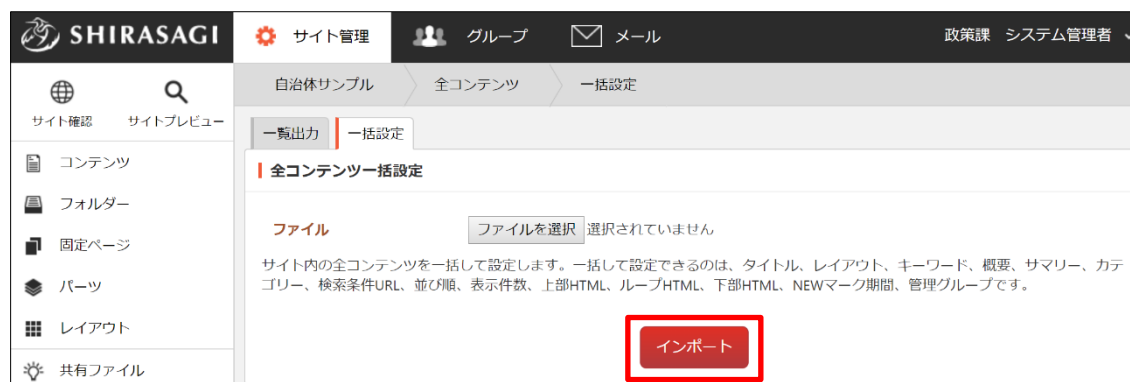 SHIRASAGI サイト管理 グループ メール 政策課 システム管理者
自治体サンプル 全コンテンツ 一括設定
サイト確認 サイトプレビュー
一覧出力 一括設定
コンテンツ
全コンテンツ一括設定
フォルダー
ファイル ファイルを選択 選択されていません
固定ページ
サイト内の全コンテンツを一括して設定します。一括して設定できるのは、タイトル、レイアウト、キーワード、概要、サマリー、カテ
ゴリー、検索条件URL、並び順、表示件数、上部HTML、ループHTML、下部HTML、NEWマーク期間、管理グループです。
パーツ
レイアウト
インポート
共有ファイル